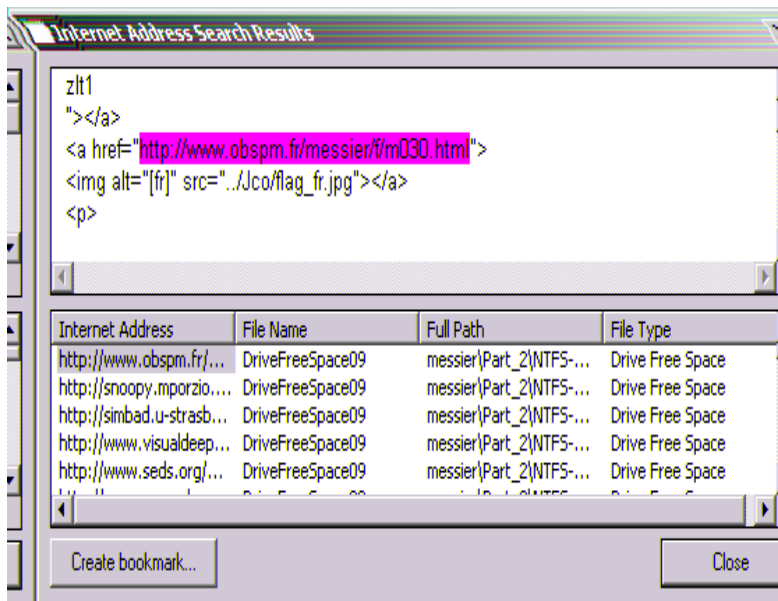 Internet Address Search Results
zlt1
"></a>
<a href="http://www.obspm.fr/messier/f/m030.html">
<img alt="[fr]" src="../Jco/flag_fr.jpg"></a>
<p>
Internet Address File Name Full Path File Type
http://www.obspm.fr/... DriveFreeSpace09 messier\Part_2\NTFS-... Drive Free Space
http://snoopy.mporzio.... DriveFreeSpace09 messier\Part_2\NTFS-... Drive Free Space
http://simbad.u-strasb... DriveFreeSpace09 messier\Part_2\NTFS-... Drive Free Space
http://www.visualdeep... DriveFreeSpace09 messier\Part_2\NTFS-... Drive Free Space
http://www.seds.org/... DriveFreeSpace09 messier\Part_2\NTFS-... Drive Free Space
Create bookmark... Close